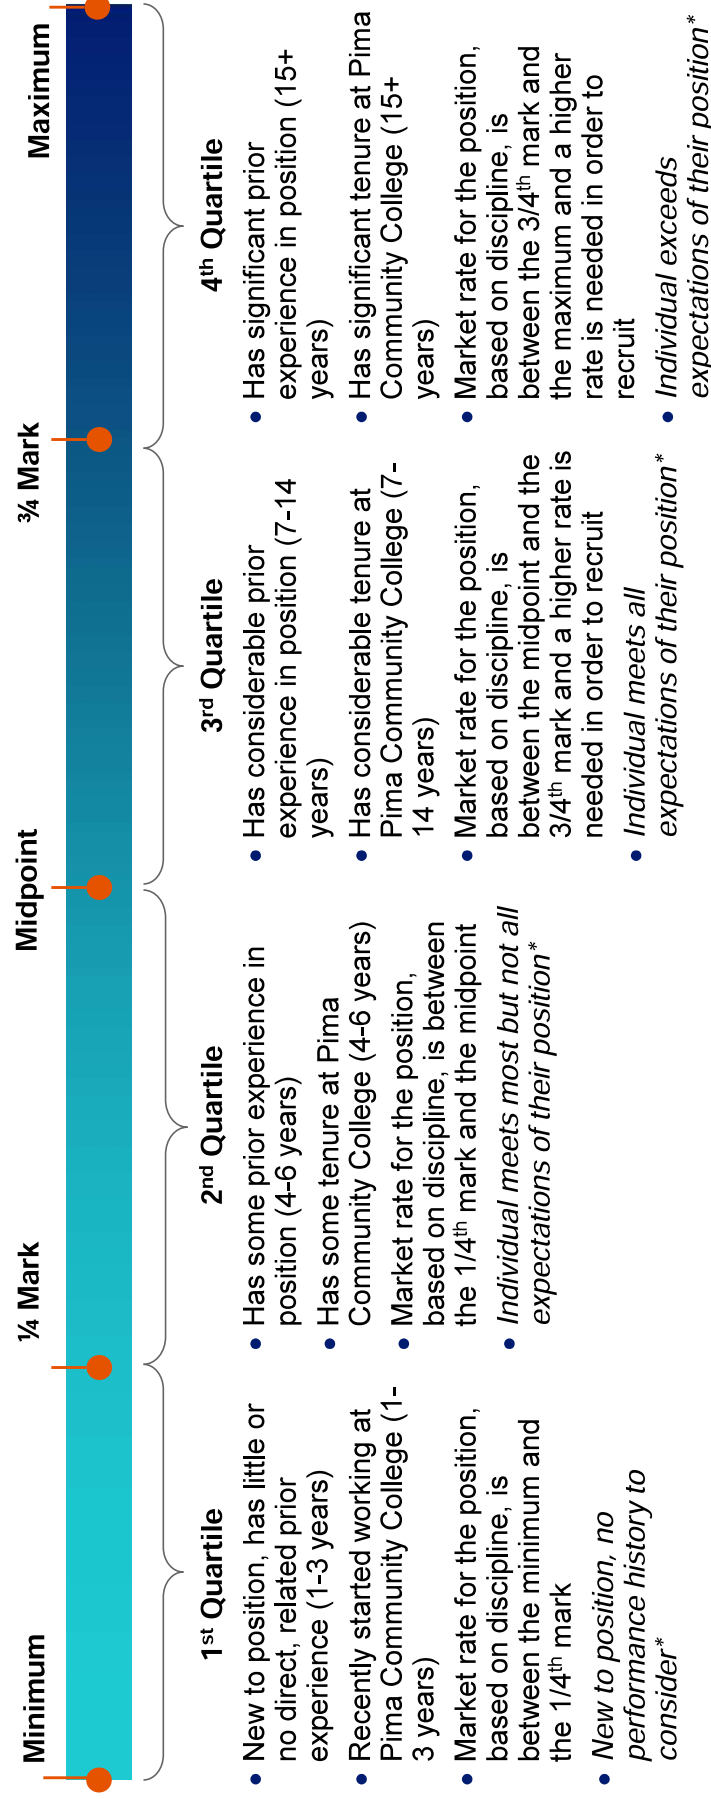 Minimum
¼ Mark
Midpoint
¾ Mark
Maximum
1st Quartile
• New to position, has little or
no direct, related prior
experience (1-3 years)
• Recently started working at
Pima Community College (1-
3 years)
• Market rate for the position,
based on discipline, is
between the minimum and
the 1/4th mark
• New to position, no
performance history to
consider*
2nd Quartile
• Has some prior experience in
position (4-6 years)
• Has some tenure at Pima
Community College (4-6 years)
• Market rate for the position,
based on discipline, is between
the 1/4th mark and the midpoint
• Individual meets most but not all
expectations of their position*
3rd Quartile
• Has considerable prior
experience in position (7-14
years)
• Has considerable tenure at
Pima Community College (7-
14 years)
• Market rate for the position,
based on discipline, is
between the midpoint and the
3/4th mark and a higher rate is
needed in order to recruit
• Individual meets all
expectations of their position*
4th Quartile
• Has significant prior
experience in position (15+
years)
• Has significant tenure at Pima
Community College (15+
years)
• Market rate for the position,
based on discipline, is
between the 3/4th mark and
the maximum and a higher
rate is needed in order to
recruit
• Individual exceeds
expectations of their position*